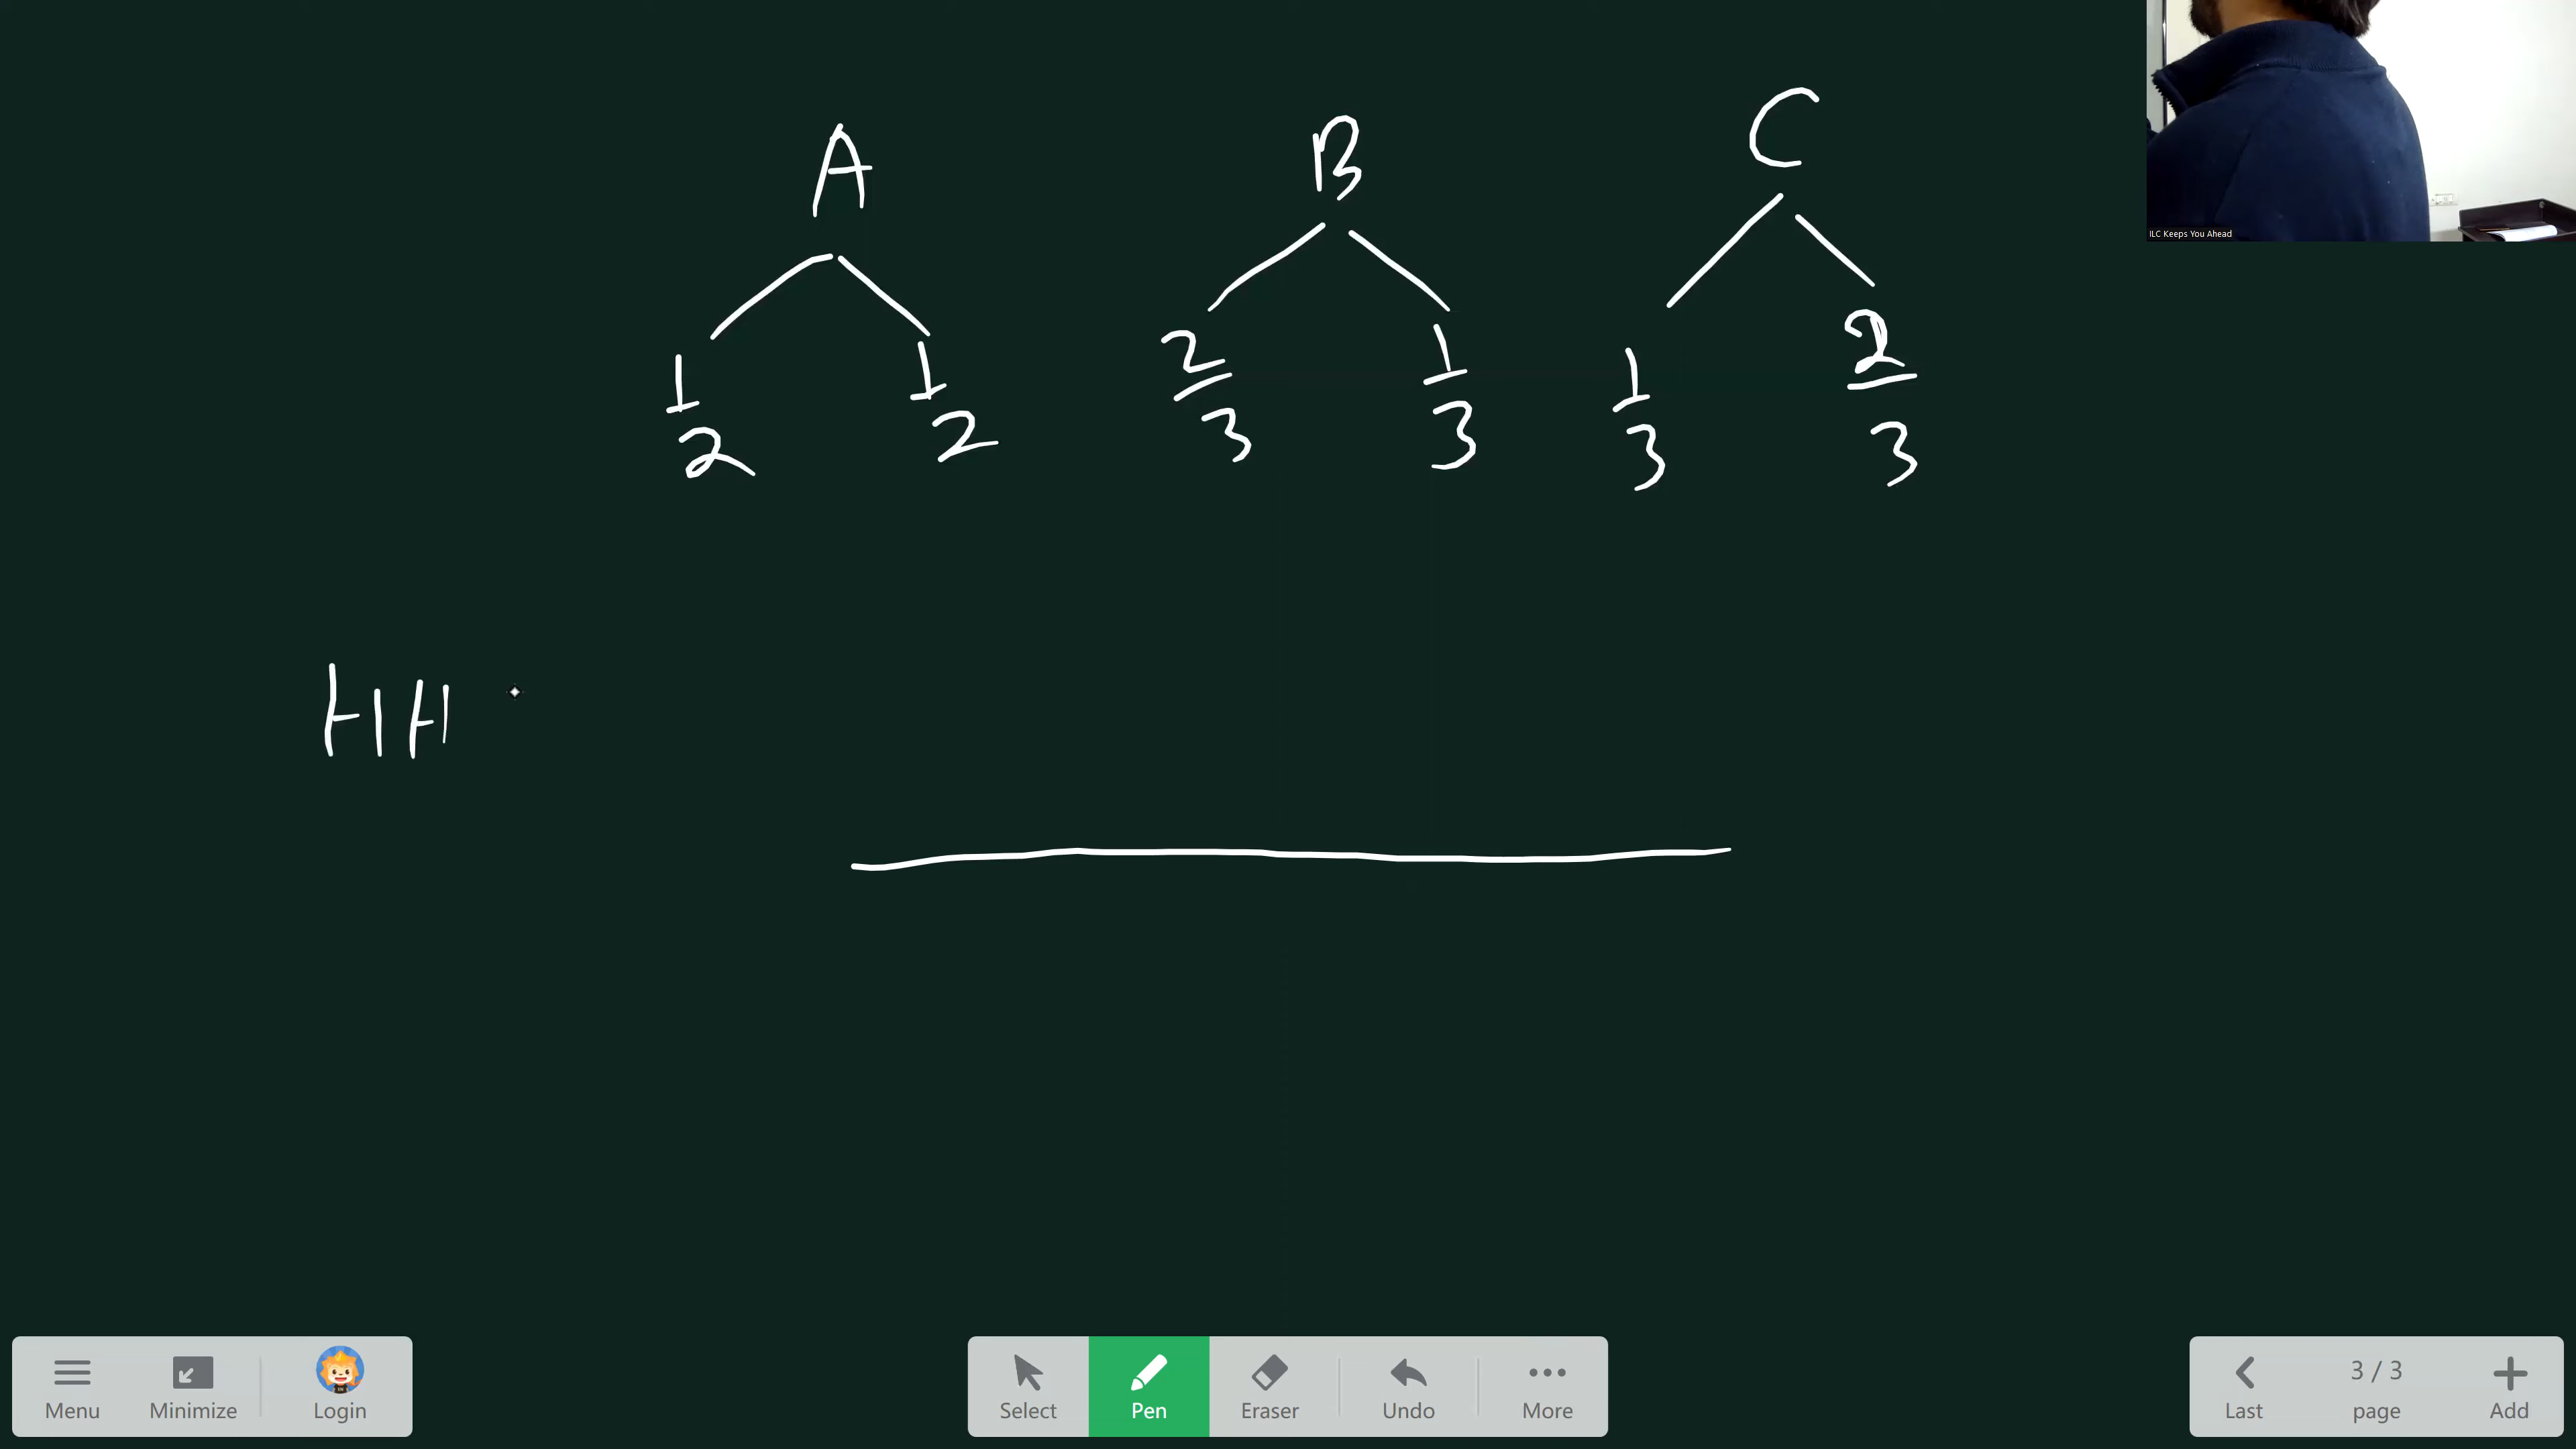 A B C
1/2 1/2 2/3 1/3 1/3 2/3
HH
ILC Keeps You Ahead
Menu Minimize Login
Select Pen Eraser Undo More
3 / 3
Last page Add